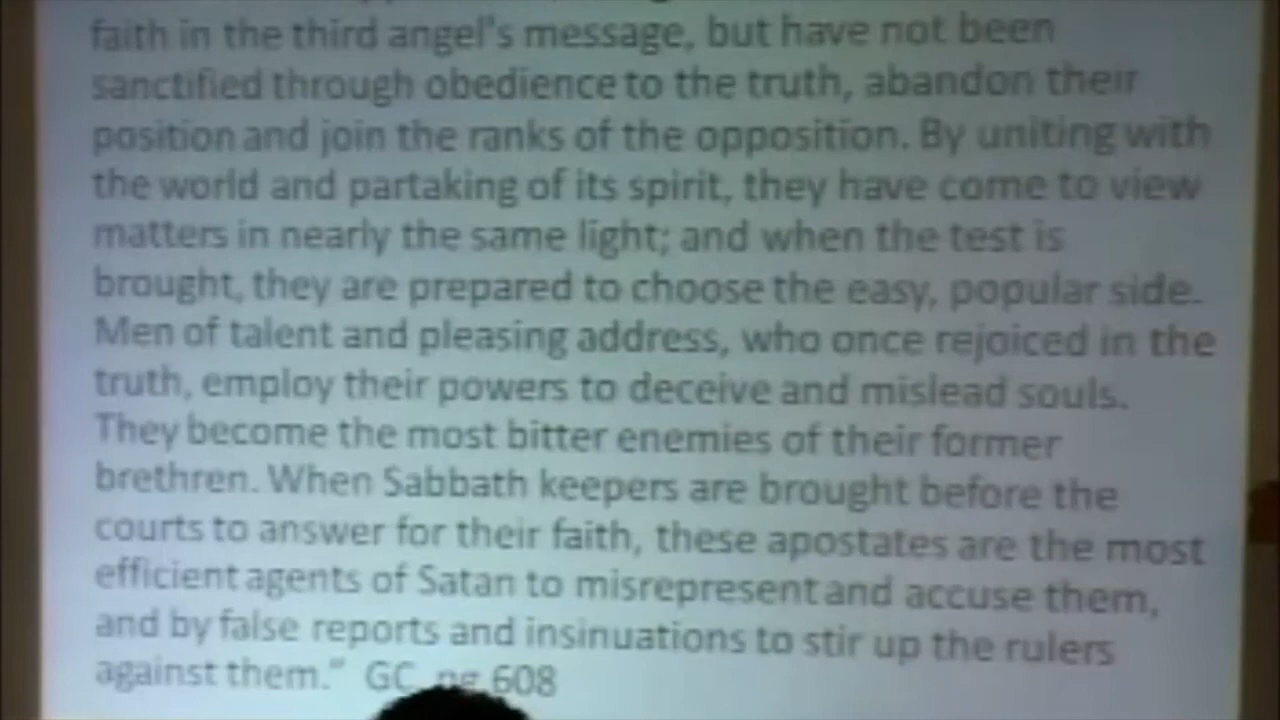 faith in the third angel's message, but have not been
sanctified through obedience to the truth, abandon their
position and join the ranks of the opposition. By uniting with
the world and partaking of its spirit, they have come to view
matters in nearly the same light; and when the test is
brought, they are prepared to choose the easy, popular side.
Men of talent and pleasing address, who once rejoiced in the
truth, employ their powers to deceive and mislead souls.
They become the most bitter enemies of their former
brethren. When Sabbath keepers are brought before the
courts to answer for their faith, these apostates are the most
efficient agents of Satan to misrepresent and accuse them,
and by false reports and insinuations to stir up the rulers
against them." GC pg 608